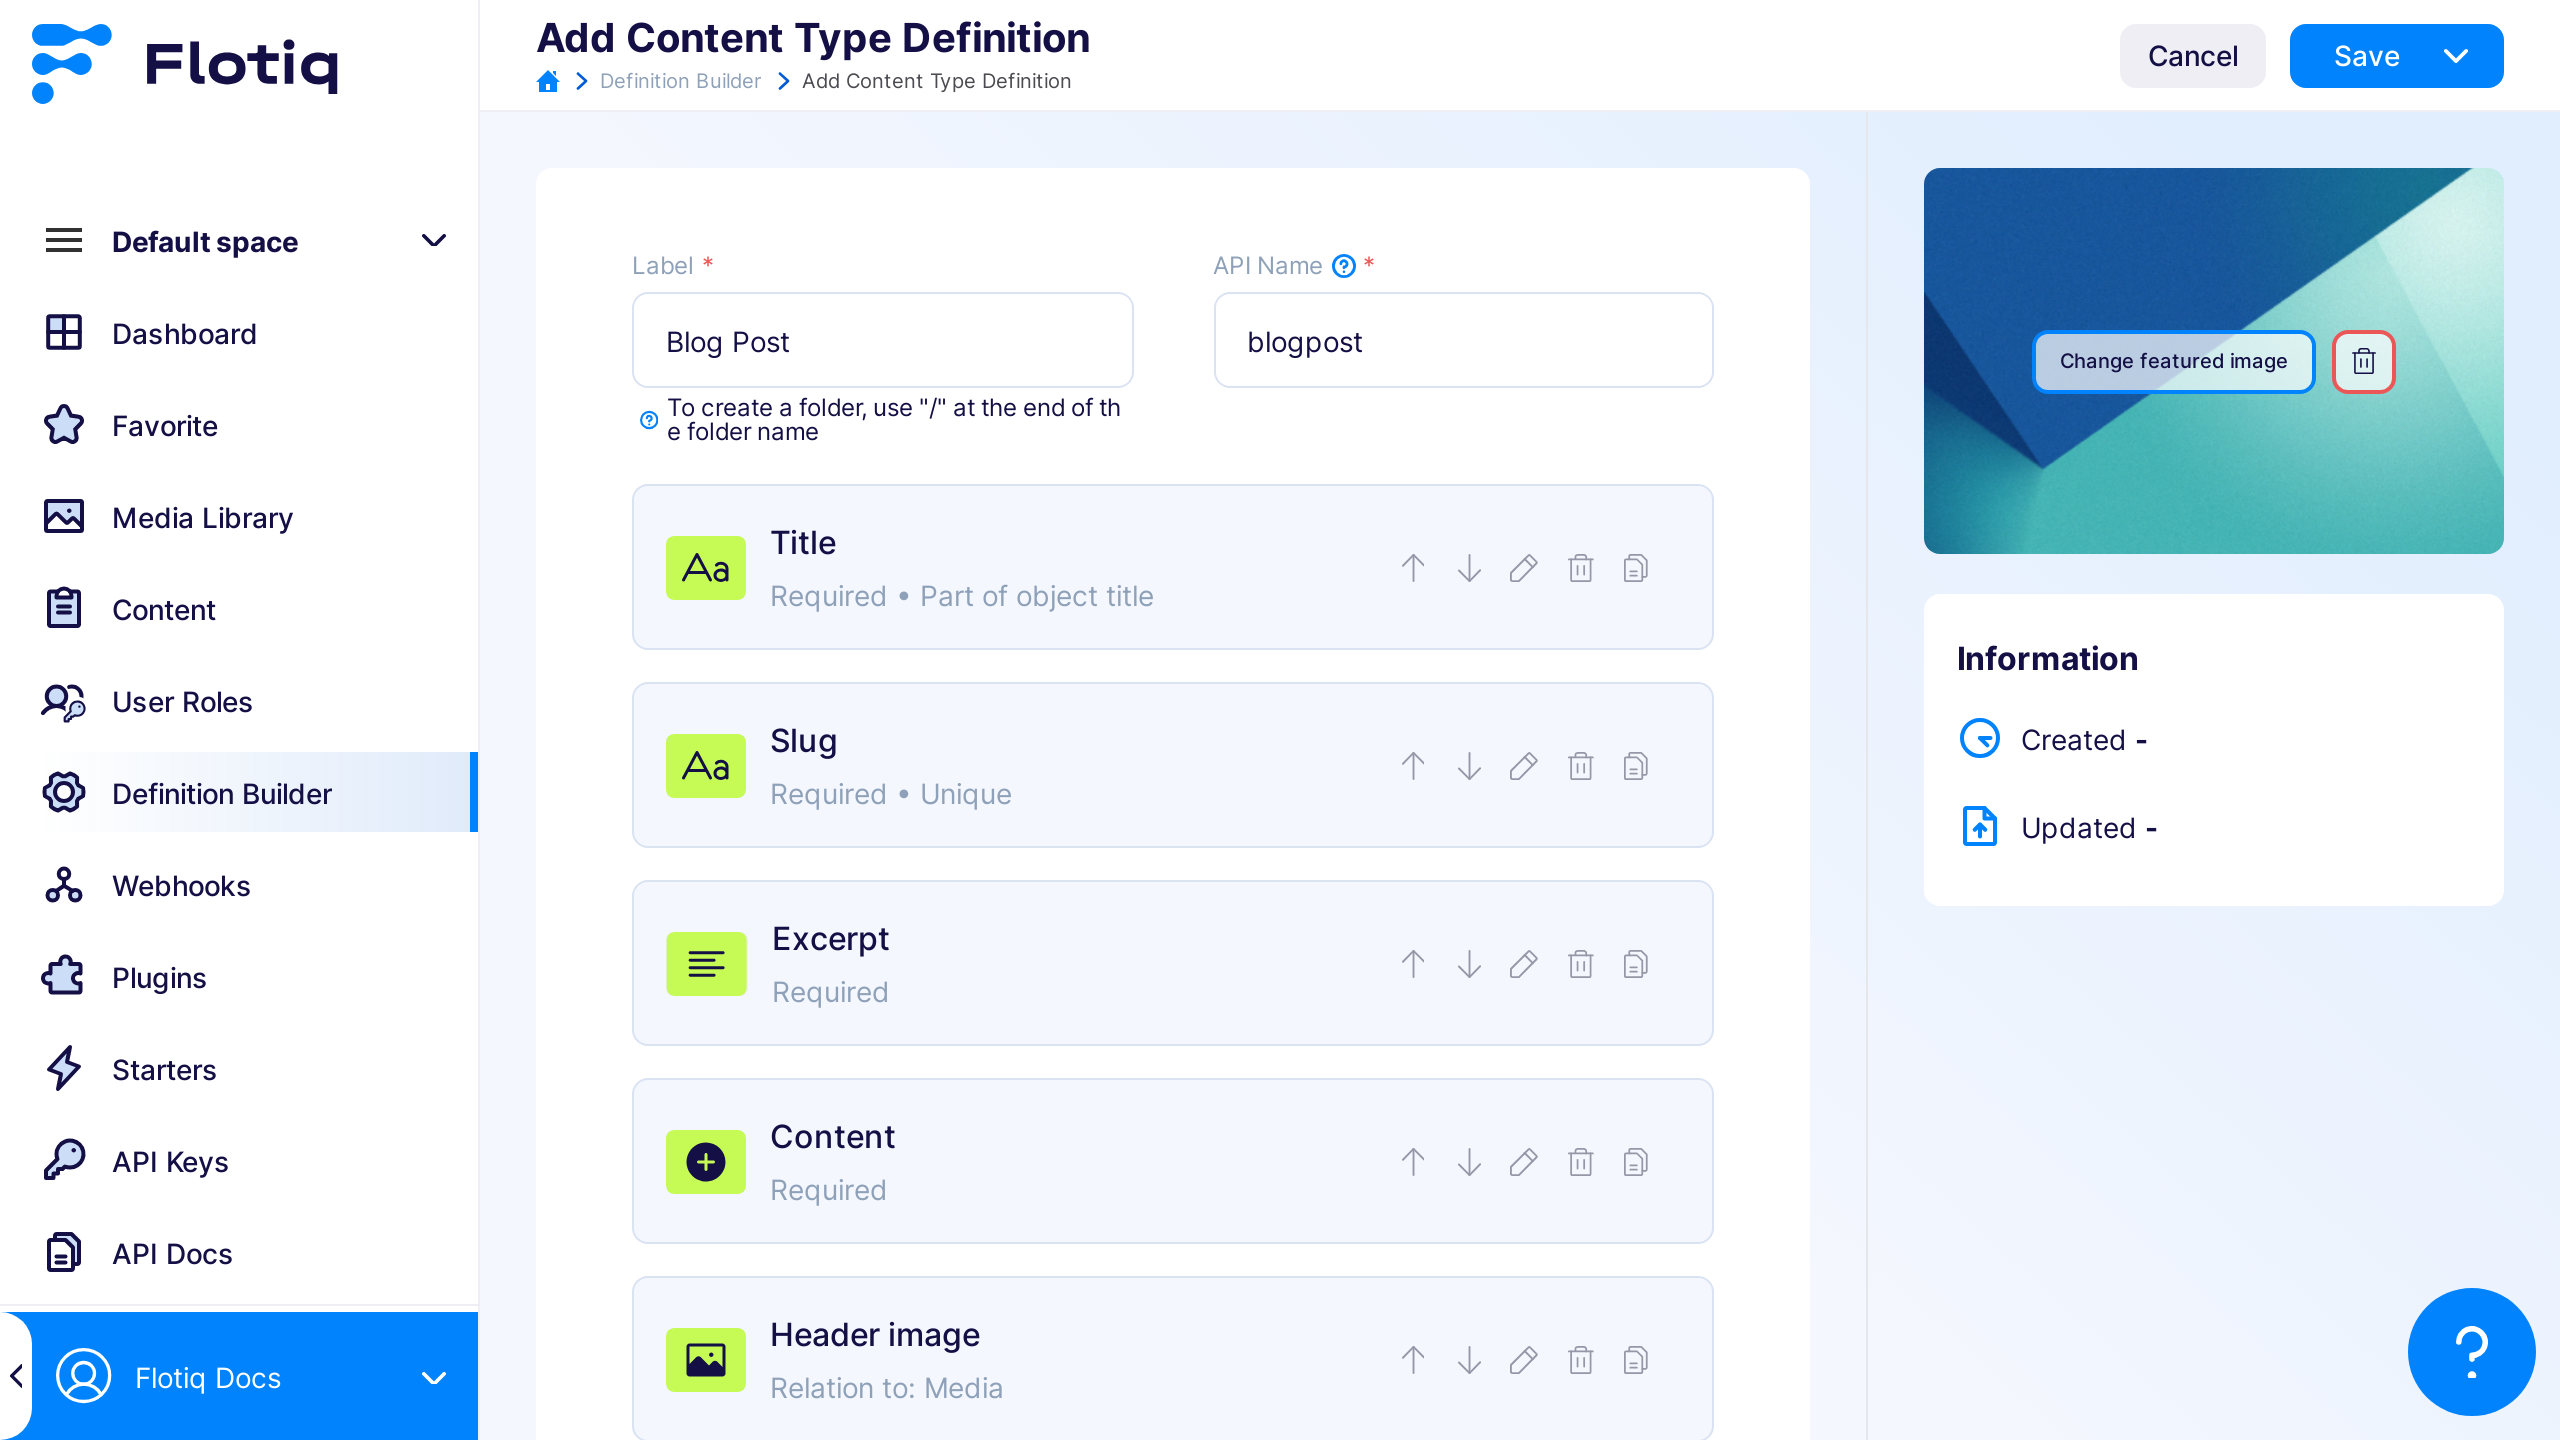 Flotiq
Default space
Dashboard
Favorite
Media Library
Content
User Roles
Definition Builder
Webhooks
Plugins
Starters
API Keys
API Docs
Flotiq Docs
Add Content Type Definition
Definition Builder
Add Content Type Definition
Cancel
Save
Label *
Blog Post
To create a folder, use "/" at the end of th
e folder name
API Name *
blogpost
Aa
Title
Required • Part of object title
Aa
Slug
Required • Unique
Excerpt
Required
Content
Required
Header image
Relation to: Media
Change featured image
Information
Created -
Updated -